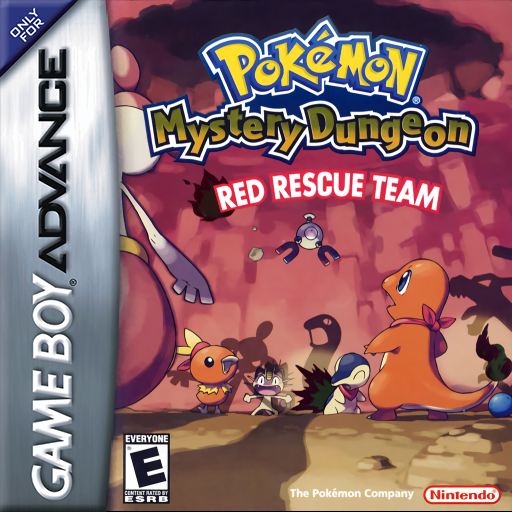 ONLY
FOR
GAME BOY ADVANCE
POKéMON
Mystery Dungeon
RED RESCUE TEAM
EVERYONE
E
CONTENT RATED BY
ESRB
The Pokémon Company
Nintendo